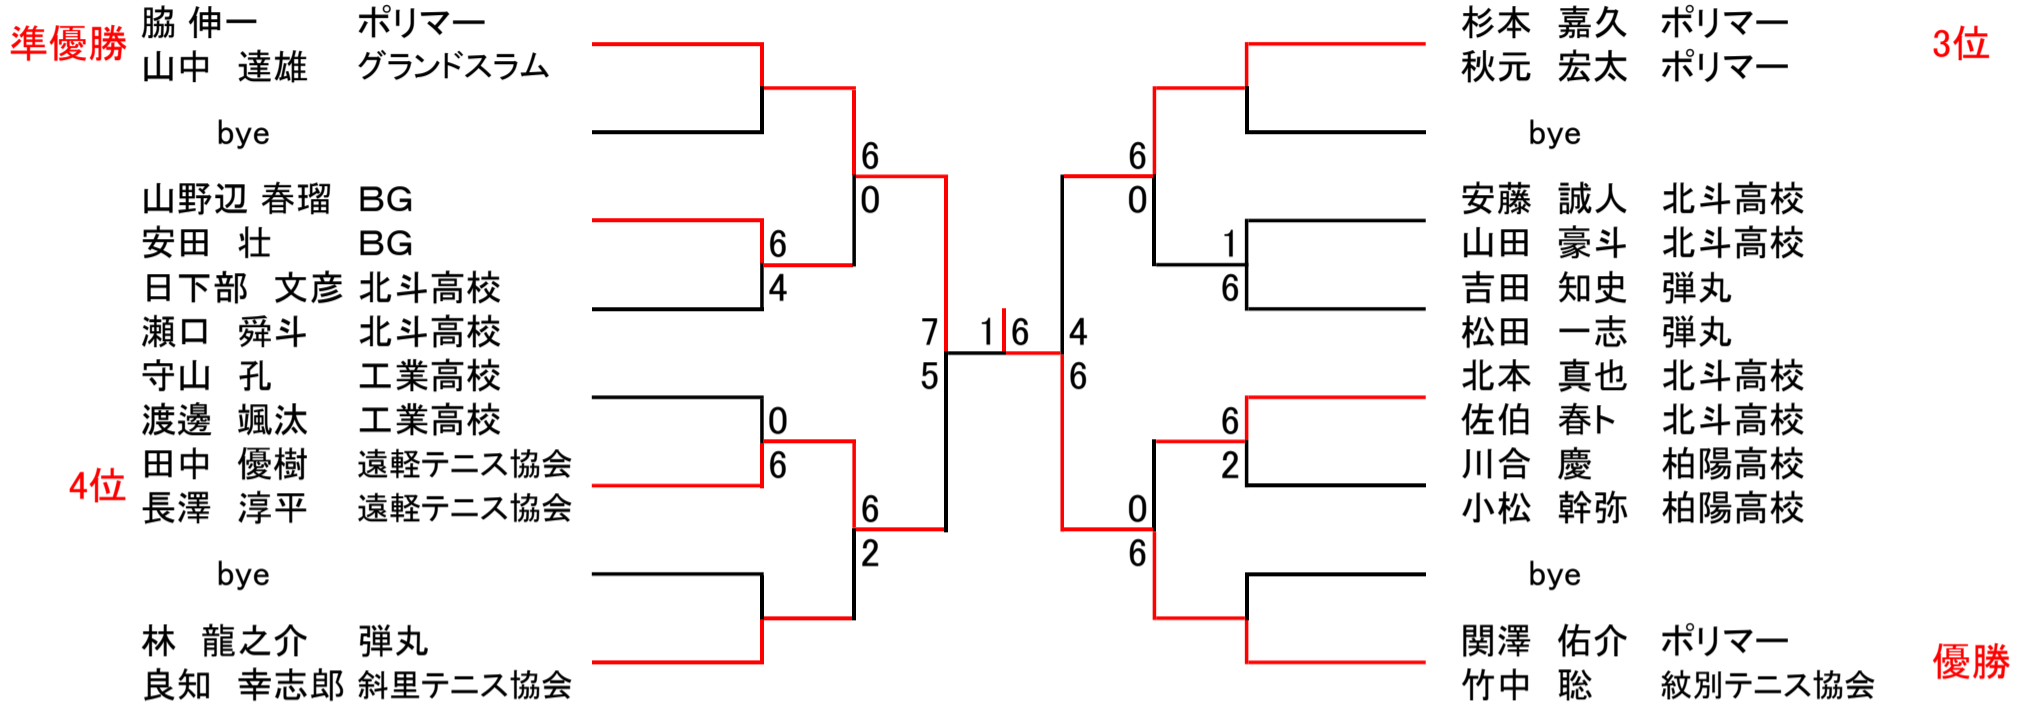 準優勝
脇 伸一 ポリマー
山中 達雄 グランドスラム
bye
山野辺 春瑠 BG
安田 壮 BG
日下部 文彦 北斗高校
瀬口 舜斗 北斗高校
守山 孔 工業高校
渡邊 颯汰 工業高校
4位
田中 優樹 遠軽テニス協会
長澤 淳平 遠軽テニス協会
bye
林 龍之介 弾丸
良知 幸志郎 斜里テニス協会
6
0
6
4
7
5
0
6
6
2
1 6
6
0
1
6
4
6
6
2
0
6
杉本 嘉久 ポリマー
秋元 宏太 ポリマー
3位
bye
安藤 誠人 北斗高校
山田 豪斗 北斗高校
吉田 知史 弾丸
松田 一志 弾丸
北本 真也 北斗高校
佐伯 春ト 北斗高校
川合 慶 柏陽高校
小松 幹弥 柏陽高校
bye
関澤 佑介 ポリマー
竹中 聡 紋別テニス協会
優勝